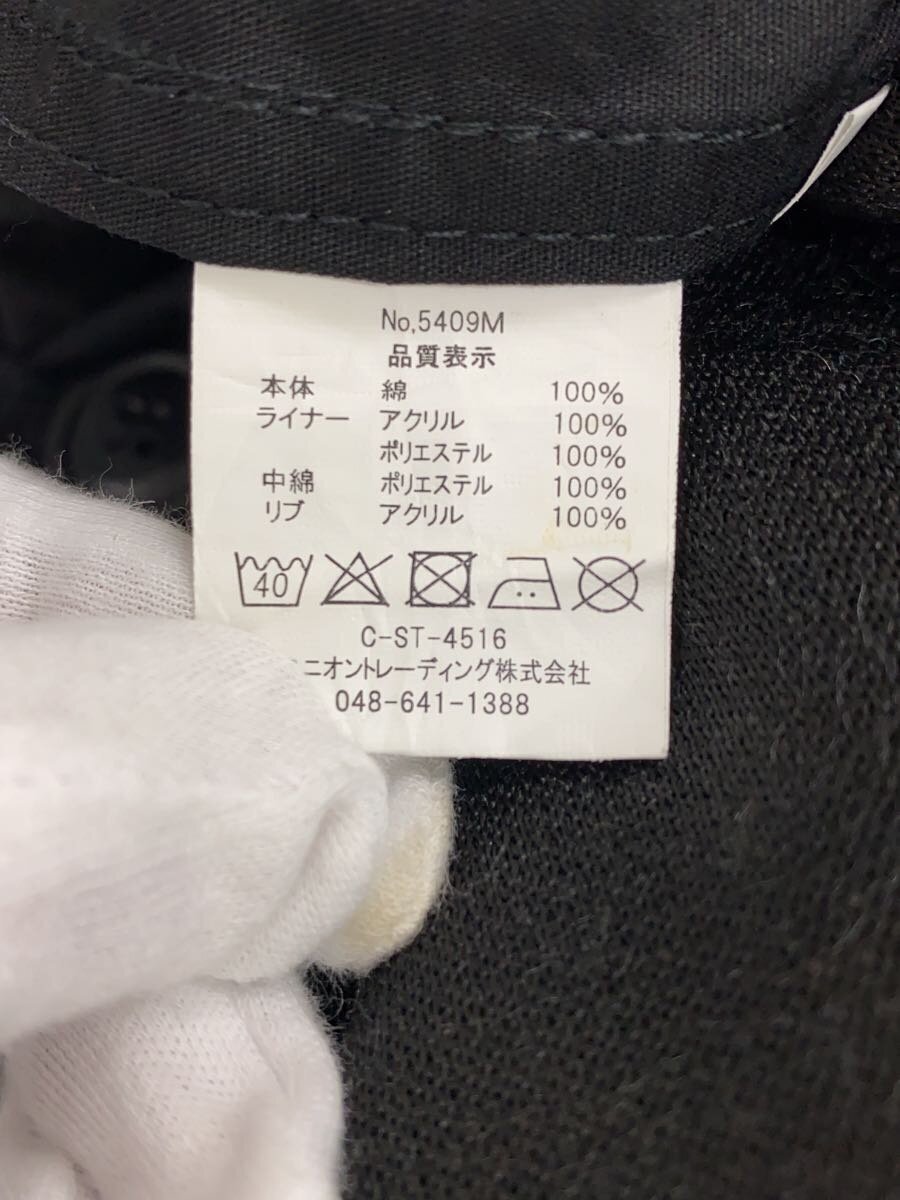 No,5409M
品質表示
本体 綿 100%
ライナー アクリル 100%
ポリエステル 100%
中綿 ポリエステル 100%
リブ アクリル 100%
40
C-ST-4516
ニオントレーディング株式会社
048-641-1388